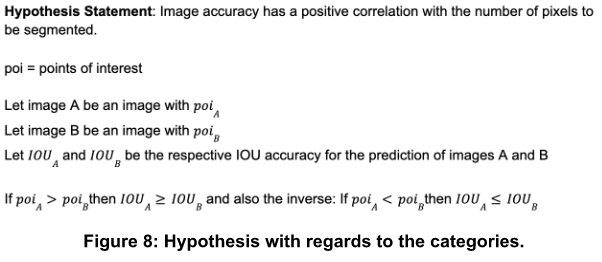 Hypothesis Statement: Image accuracy has a positive correlation with the number of pixels to
be segmented.
poi = points of interest
Let image A be an image with poi_A
Let image B be an image with poi_B
Let IOU_A and IOU_B be the respective IOU accuracy for the prediction of images A and B
If poi_A > poi_B then IOU_A ≥ IOU_B and also the inverse: If poi_A < poi_B then IOU_A ≤ IOU_B
Figure 8: Hypothesis with regards to the categories.